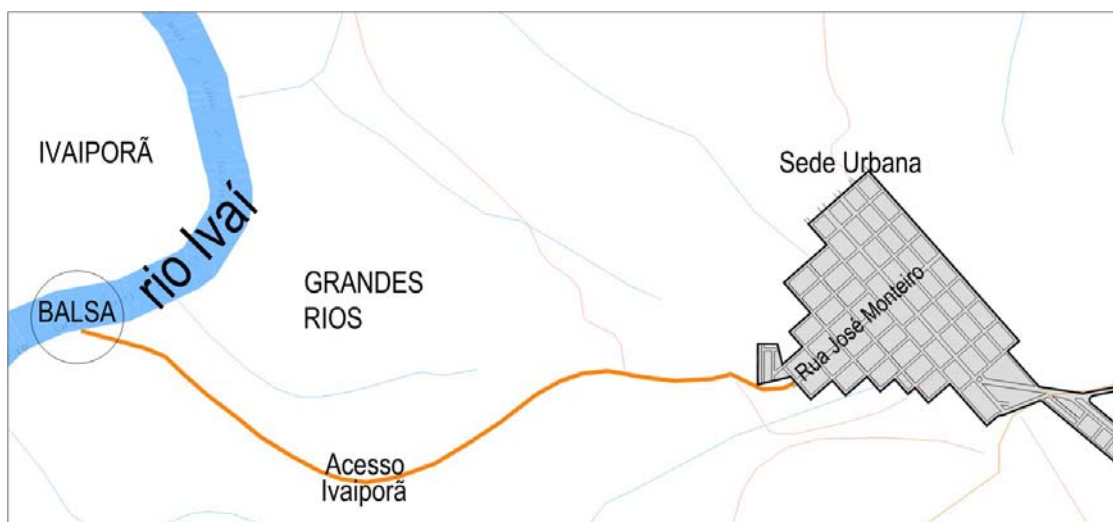 IVAIPORÃ
Sede Urbana
rio Ivaí
GRANDES
RIOS
BALSA
Rua José Monteiro
Acesso
Ivaiporã